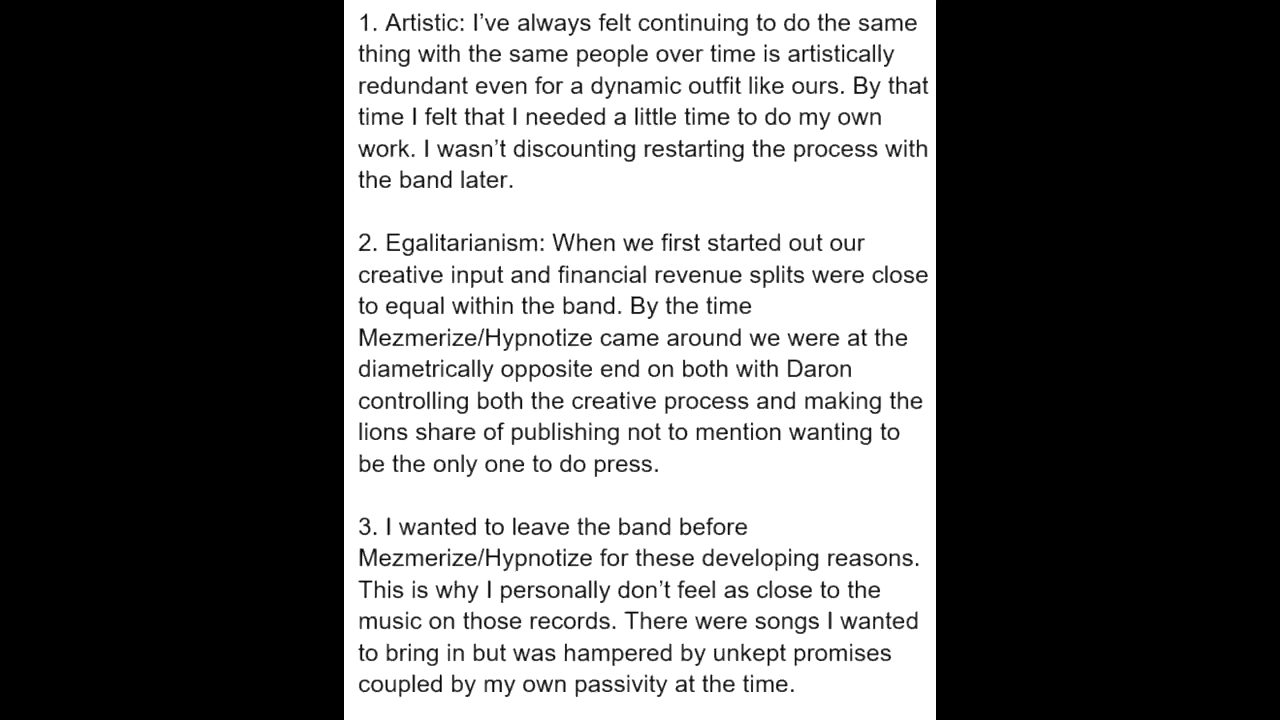 1. Artistic: I’ve always felt continuing to do the same
thing with the same people over time is artistically
redundant even for a dynamic outfit like ours. By that
time I felt that I needed a little time to do my own
work. I wasn’t discounting restarting the process with
the band later.
2. Egalitarianism: When we first started out our
creative input and financial revenue splits were close
to equal within the band. By the time
Mezmerize/Hypnotize came around we were at the
diametrically opposite end on both with Daron
controlling both the creative process and making the
lions share of publishing not to mention wanting to
be the only one to do press.
3. I wanted to leave the band before
Mezmerize/Hypnotize for these developing reasons.
This is why I personally don’t feel as close to the
music on those records. There were songs I wanted
to bring in but was hampered by unkept promises
coupled by my own passivity at the time.